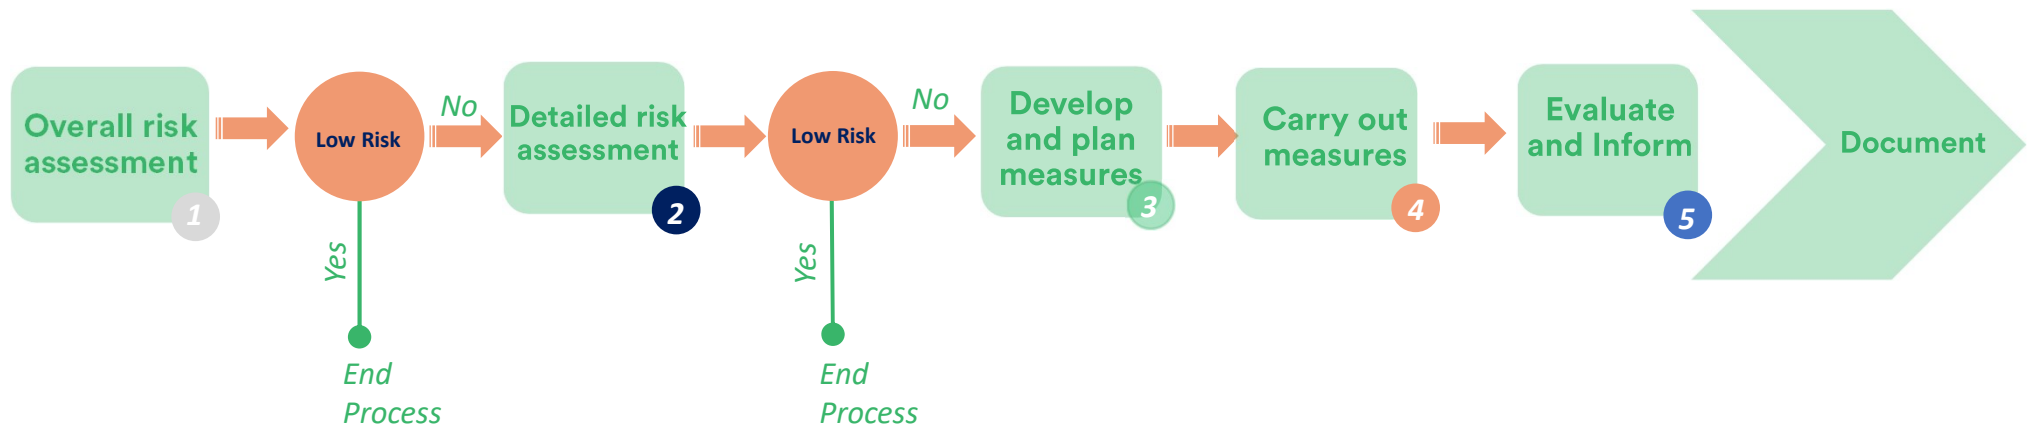 Overall risk
assessment
1
Low Risk
Yes
End
Process
No
Detailed risk
assessment
2
Low Risk
Yes
End
Process
No
Develop
and plan
measures
3
Carry out
measures
4
Evaluate
and Inform
5
Document